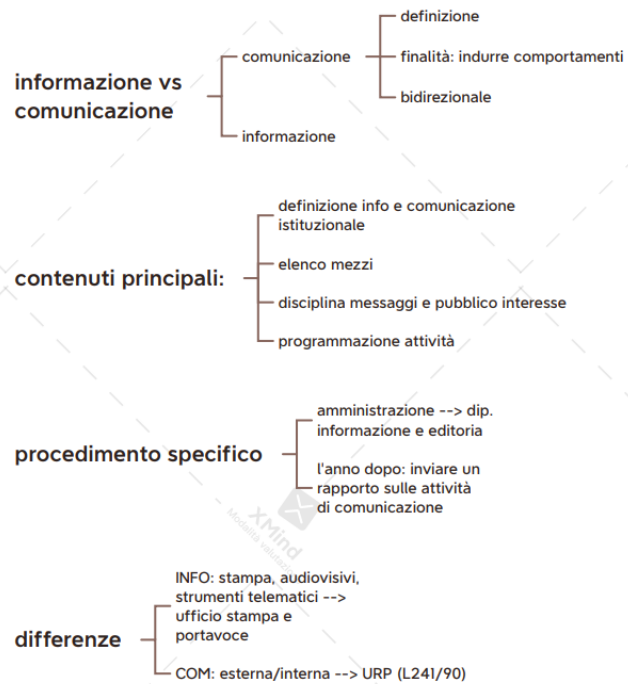 definizione
comunicazione
finalità: indurre comportamenti
informazione vs
comunicazione
bidirezionale
informazione
definizione info e comunicazione
istituzionale
elenco mezzi
contenuti principali:
disciplina messaggi e pubblico interesse
programmazione attività
amministrazione --> dip.
informazione e editoria
procedimento specifico
l'anno dopo: inviare un
rapporto sulle attività
di comunicazione
XMind
Modalità valutazio
INFO: stampa, audiovisivi,
strumenti telematici -->
ufficio stampa e
portavoce
differenze
COM: esterna/interna --> URP (L241/90)